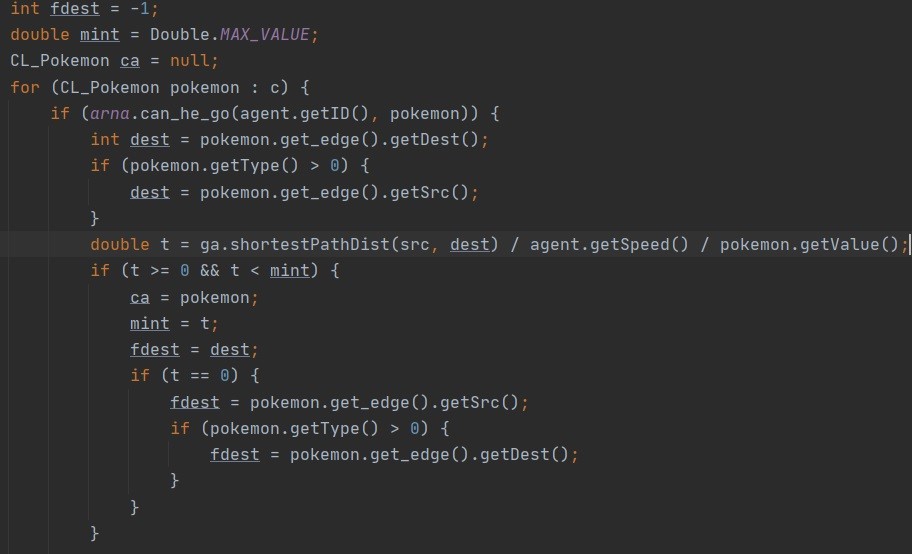 int fdest = -1;
double mint = Double.MAX_VALUE;
CL_Pokemon ca = null;
for (CL_Pokemon pokemon : c) {
    if (arna.can_he_go(agent.getID(), pokemon)) {
        int dest = pokemon.get_edge().getDest();
        if (pokemon.getType() > 0) {
            dest = pokemon.get_edge().getSrc();
        }
        double t = ga.shortestPathDist(src, dest) / agent.getSpeed() / pokemon.getValue();
        if (t >= 0 && t < mint) {
            ca = pokemon;
            mint = t;
            fdest = dest;
            if (t == 0) {
                fdest = pokemon.get_edge().getSrc();
                if (pokemon.getType() > 0) {
                    fdest = pokemon.get_edge().getDest();
                }
            }
        }